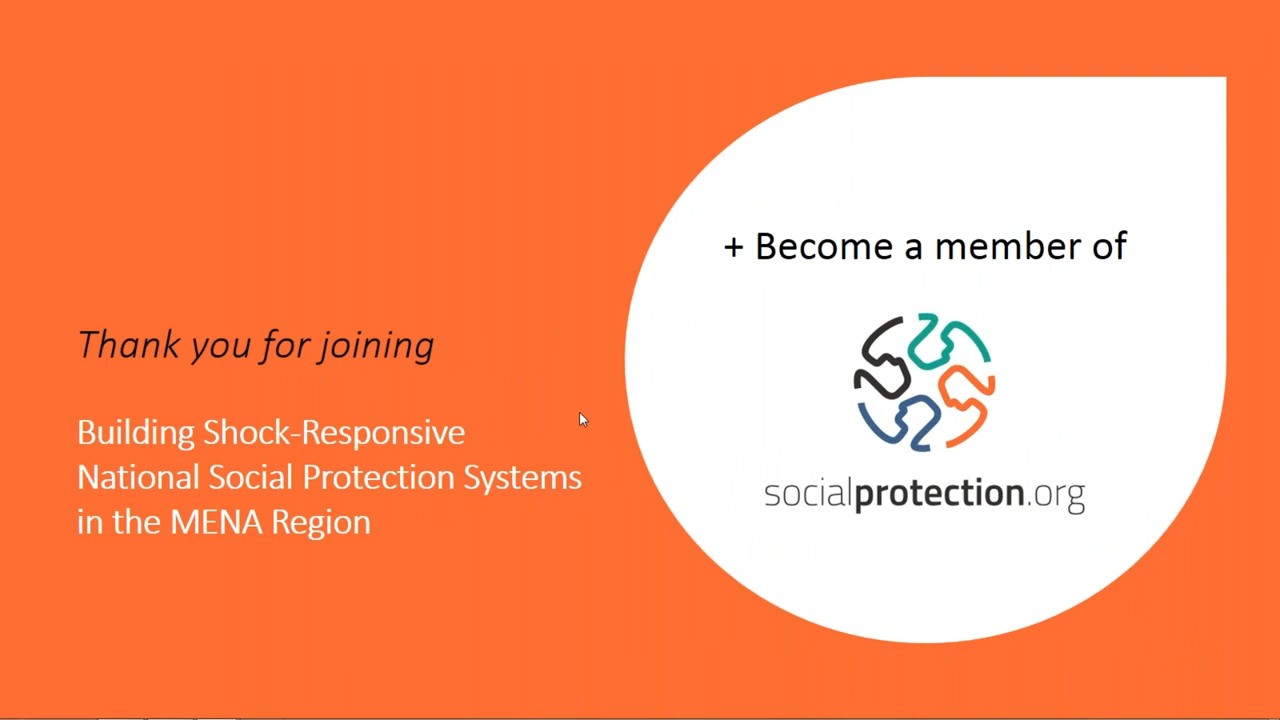 Thank you for joining
Building Shock-Responsive
National Social Protection Systems
in the MENA Region
+ Become a member of
socialprotection.org